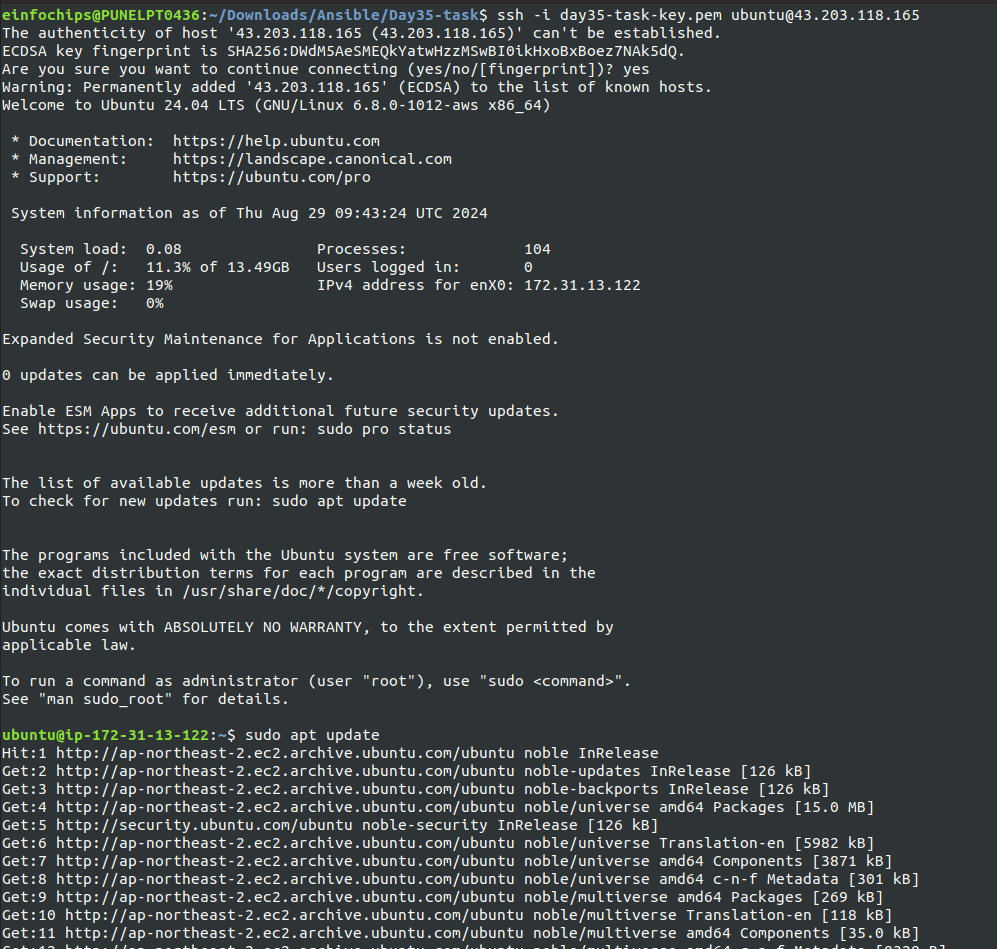 einfochips@PUNELPT0436:~/Downloads/Ansible/Day35-task$ ssh -i day35-task-key.pem ubuntu@43.203.118.165
The authenticity of host '43.203.118.165 (43.203.118.165)' can't be established.
ECDSA key fingerprint is SHA256:DWdM5AeSMEQkYatwHzzMSwBI0ikHxoBxBoez7NAk5dQ.
Are you sure you want to continue connecting (yes/no/[fingerprint])? yes
Warning: Permanently added '43.203.118.165' (ECDSA) to the list of known hosts.
Welcome to Ubuntu 24.04 LTS (GNU/Linux 6.8.0-1012-aws x86_64)

 * Documentation:  https://help.ubuntu.com
 * Management:     https://landscape.canonical.com
 * Support:        https://ubuntu.com/pro

 System information as of Thu Aug 29 09:43:24 UTC 2024

  System load:  0.08               Processes:             104
  Usage of /:   11.3% of 13.49GB   Users logged in:       0
  Memory usage: 19%                IPv4 address for enX0: 172.31.13.122
  Swap usage:   0%

Expanded Security Maintenance for Applications is not enabled.

0 updates can be applied immediately.

Enable ESM Apps to receive additional future security updates.
See https://ubuntu.com/esm or run: sudo pro status


The list of available updates is more than a week old.
To check for new updates run: sudo apt update


The programs included with the Ubuntu system are free software;
the exact distribution terms for each program are described in the
individual files in /usr/share/doc/*/copyright.

Ubuntu comes with ABSOLUTELY NO WARRANTY, to the extent permitted by
applicable law.

To run a command as administrator (user "root"), use "sudo <command>".
See "man sudo_root" for details.

ubuntu@ip-172-31-13-122:~$ sudo apt update
Hit:1 http://ap-northeast-2.ec2.archive.ubuntu.com/ubuntu noble InRelease
Get:2 http://ap-northeast-2.ec2.archive.ubuntu.com/ubuntu noble-updates InRelease [126 kB]
Get:3 http://ap-northeast-2.ec2.archive.ubuntu.com/ubuntu noble-backports InRelease [126 kB]
Get:4 http://ap-northeast-2.ec2.archive.ubuntu.com/ubuntu noble/universe amd64 Packages [15.0 MB]
Get:5 http://security.ubuntu.com/ubuntu noble-security InRelease [126 kB]
Get:6 http://ap-northeast-2.ec2.archive.ubuntu.com/ubuntu noble/universe Translation-en [5982 kB]
Get:7 http://ap-northeast-2.ec2.archive.ubuntu.com/ubuntu noble/universe amd64 Components [3871 kB]
Get:8 http://ap-northeast-2.ec2.archive.ubuntu.com/ubuntu noble/universe amd64 c-n-f Metadata [301 kB]
Get:9 http://ap-northeast-2.ec2.archive.ubuntu.com/ubuntu noble/multiverse amd64 Packages [269 kB]
Get:10 http://ap-northeast-2.ec2.archive.ubuntu.com/ubuntu noble/multiverse Translation-en [118 kB]
Get:11 http://ap-northeast-2.ec2.archive.ubuntu.com/ubuntu noble/multiverse amd64 Components [35.0 kB]